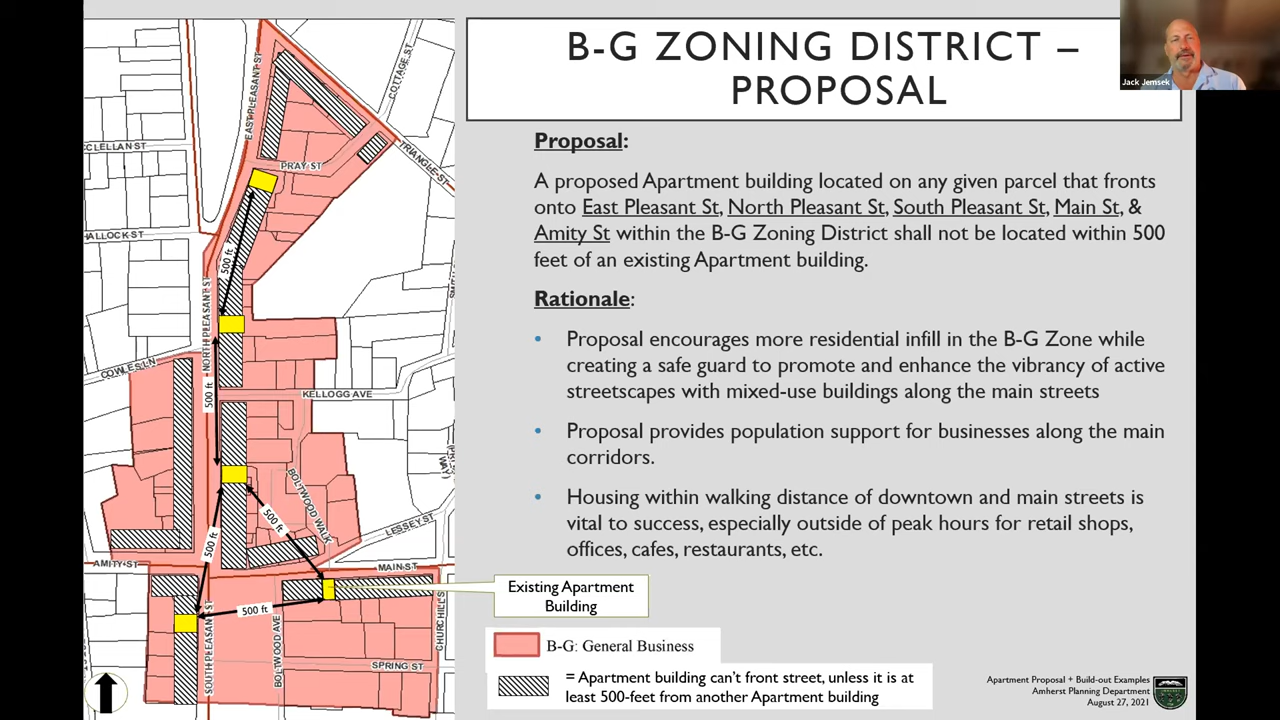 B-G ZONING DISTRICT –
PROPOSAL
Jack Jemsek
Proposal:
A proposed Apartment building located on any given parcel that fronts
onto East Pleasant St, North Pleasant St, South Pleasant St, Main St, &
Amity St within the B-G Zoning District shall not be located within 500
feet of an existing Apartment building.
Rationale:
• Proposal encourages more residential infill in the B-G Zone while
creating a safe guard to promote and enhance the vibrancy of active
streetscapes with mixed-use buildings along the main streets
• Proposal provides population support for businesses along the main
corridors.
• Housing within walking distance of downtown and main streets is
vital to success, especially outside of peak hours for retail shops,
offices, cafes, restaurants, etc.
Existing Apartment
Building
B-G: General Business
= Apartment building can't front street, unless it is at
least 500-feet from another Apartment building
Apartment Proposal + Build-out Examples
Amherst Planning Department
August 27, 2021
EAST PLEASANT ST
COTTAGE ST
CCLELLAN ST
TRIANGLE ST
PRAY ST
HALLOCK ST
500 ft
NORTH PLEASANT ST
COWLES LN
500 ft
KELLOGG AVE
BOLTWOOD WALK
500 ft
LESSEY ST
500 ft
AMITY ST
MAIN ST
500 ft
CHURCHILL S
SOUTH PLEASANT ST
BOLTWOOD AVE
SPRING ST